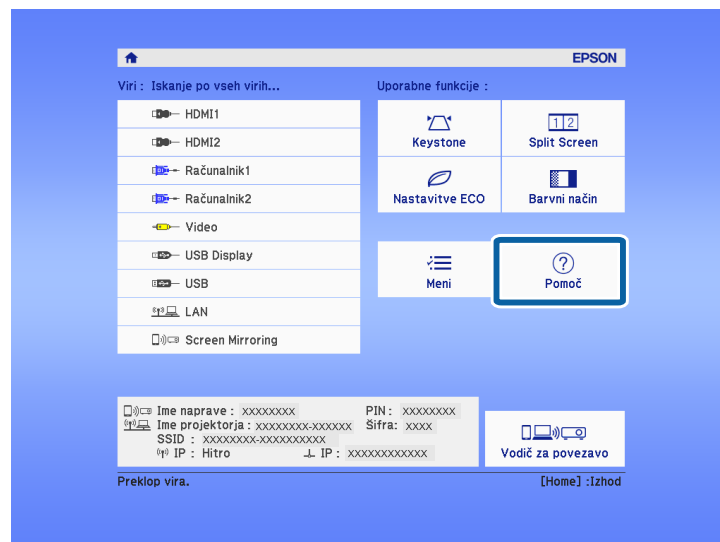 EPSON
Viri : Iskanje po vseh virih...
HDMI1
HDMI2
Računalnik1
Računalnik2
Video
USB Display
USB
LAN
Screen Mirroring
Uporabne funkcije :
Keystone
1 2
Split Screen
Nastavitve ECO
Barvni način
Meni
?
Pomoč
Ime naprave : xxxxxxxx PIN : xxxxxxxx
Ime projektorja : xxxxxxxx-xxxxxx Šifra: xxxx
SSID : xxxxxxxx-xxxxxxxxxx
IP : Hitro IP : xxxxxxxxxxxx
Vodič za povezavo
Preklop vira. [Home] :Izhod